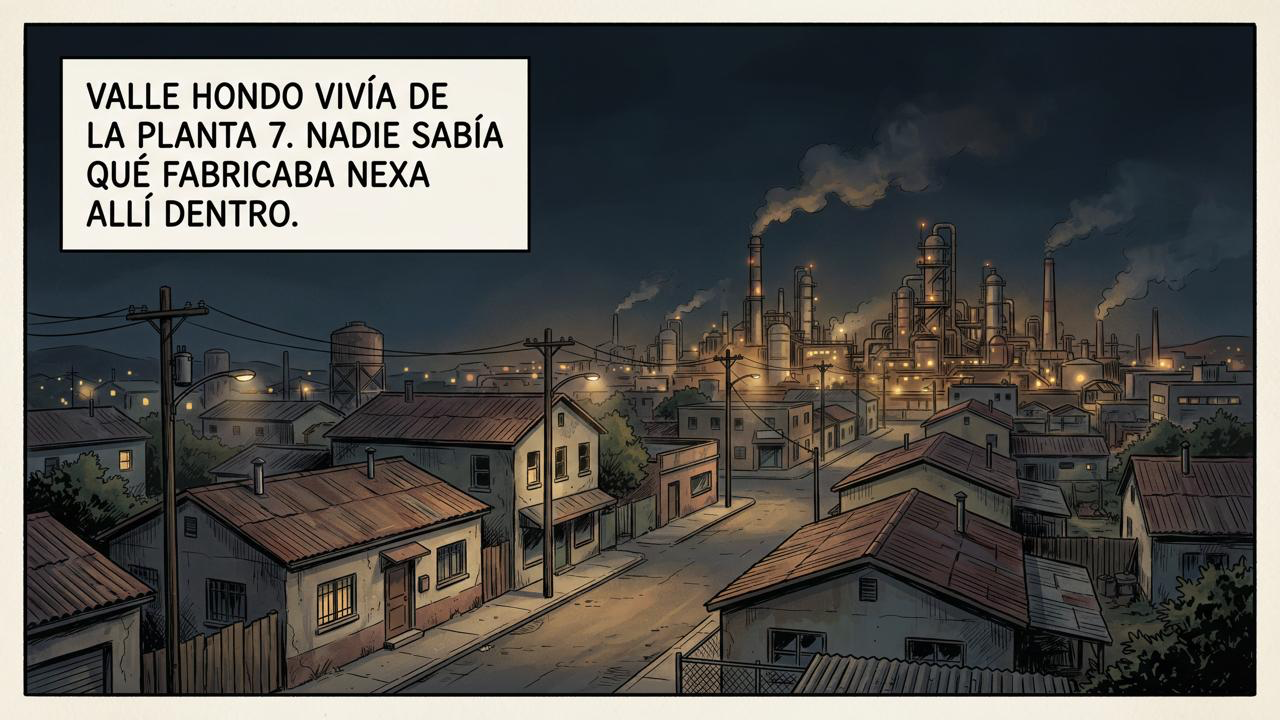 VALLE HONDO VIVÍA DE
LA PLANTA 7. NADIE SABÍA
QUÉ FABRICABA NEXA
ALLÍ DENTRO.